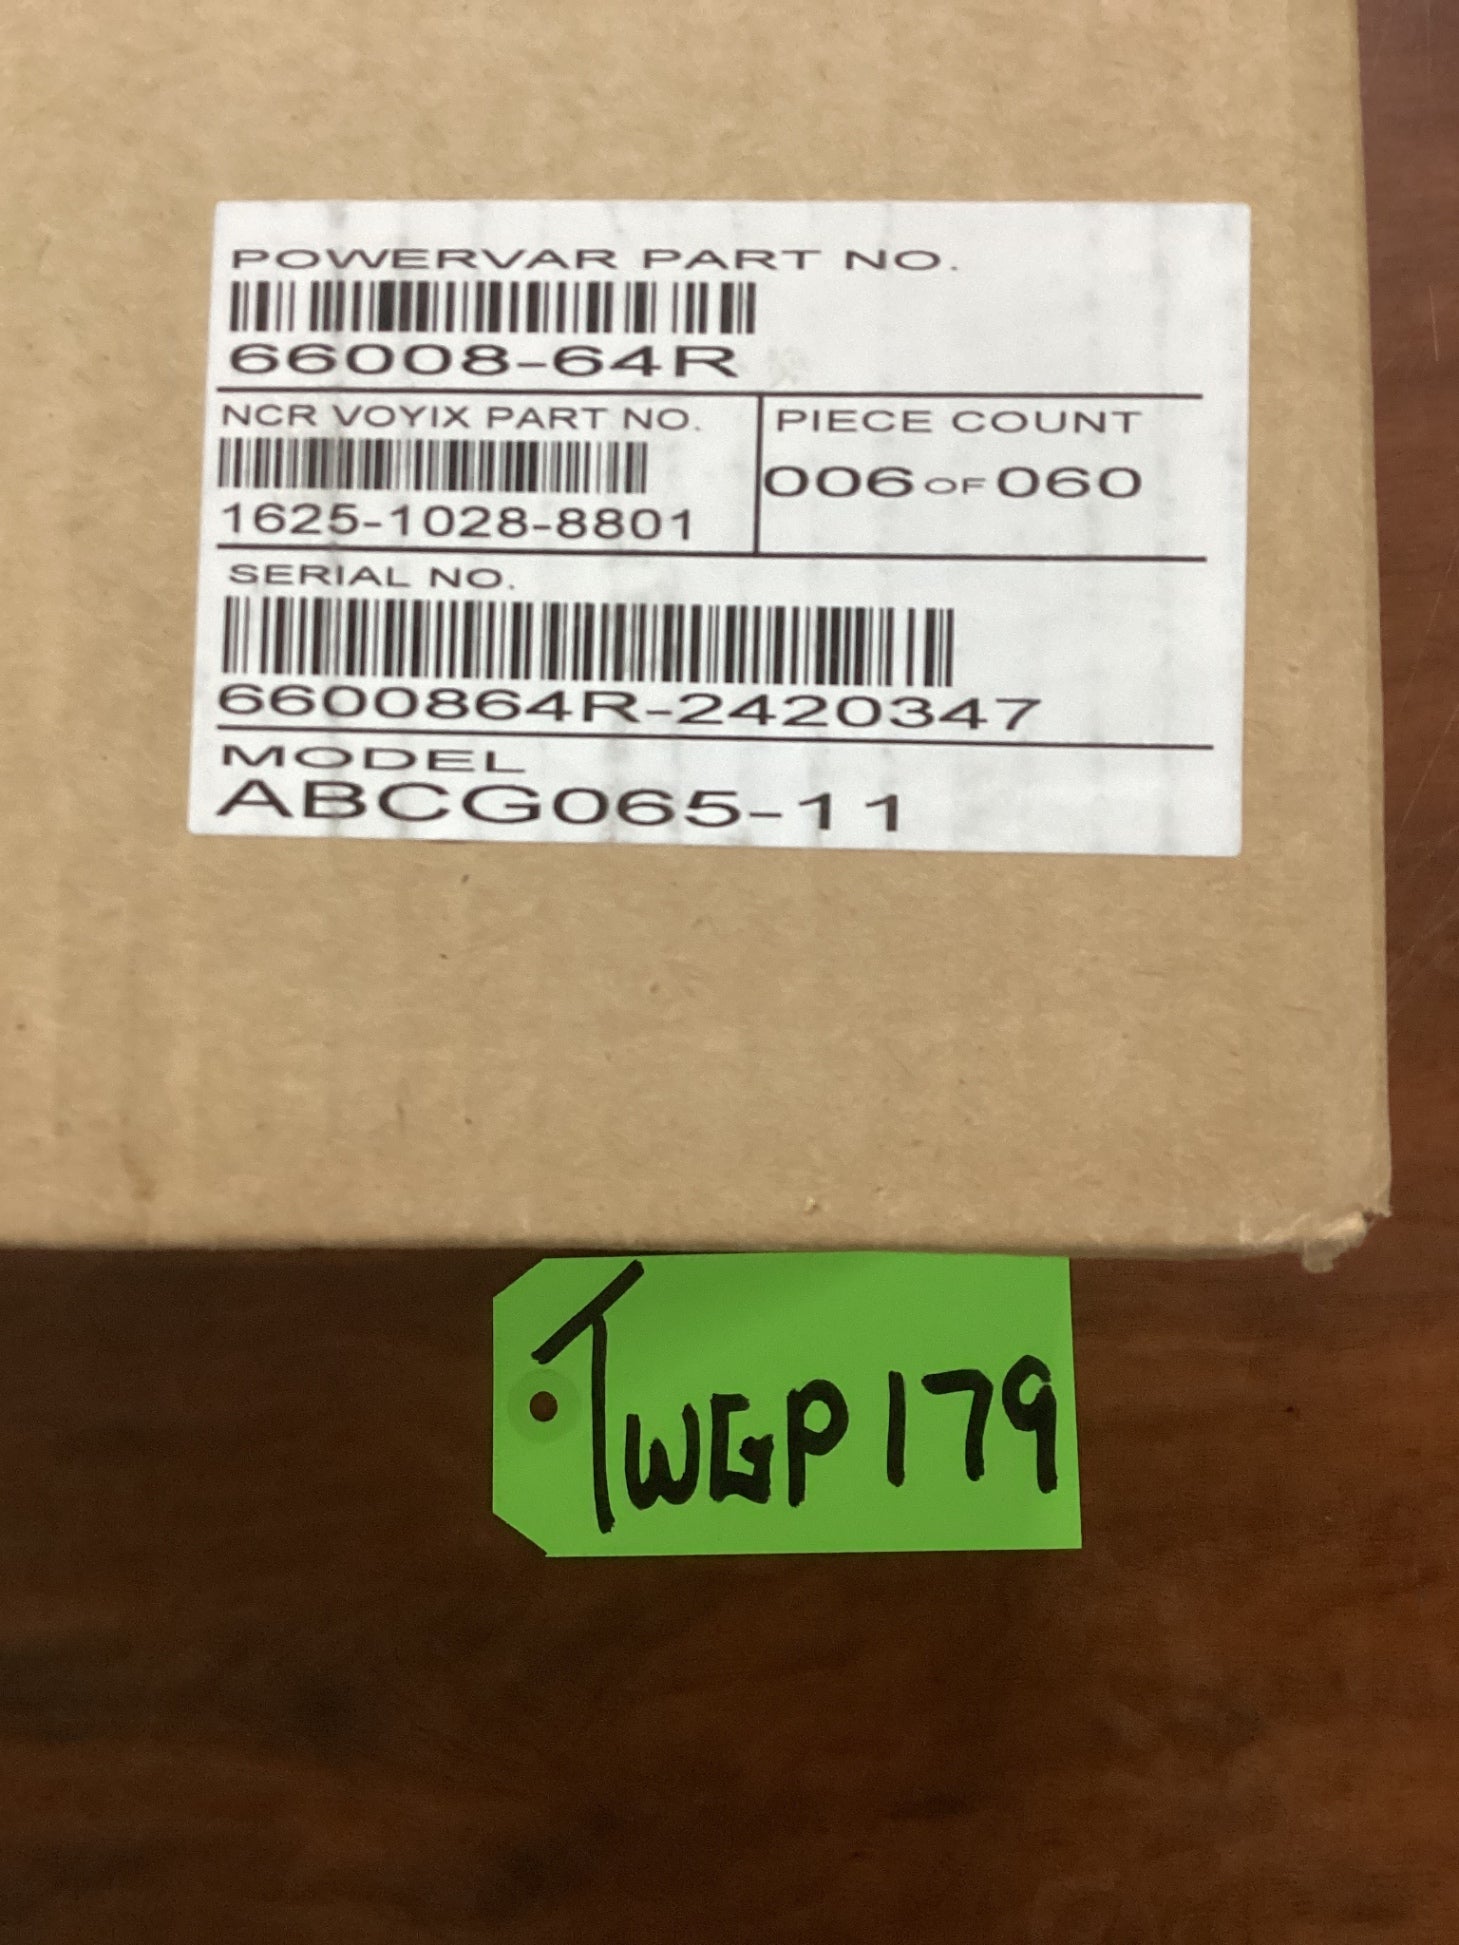 POWERVAR PART NO.
66008-64R
NCR VOYIX PART NO.
1625-1028-8801
PIECE COUNT
006 OF 060
SERIAL NO.
6600864R-2420347
MODEL
ABCG065-11
TWGP179